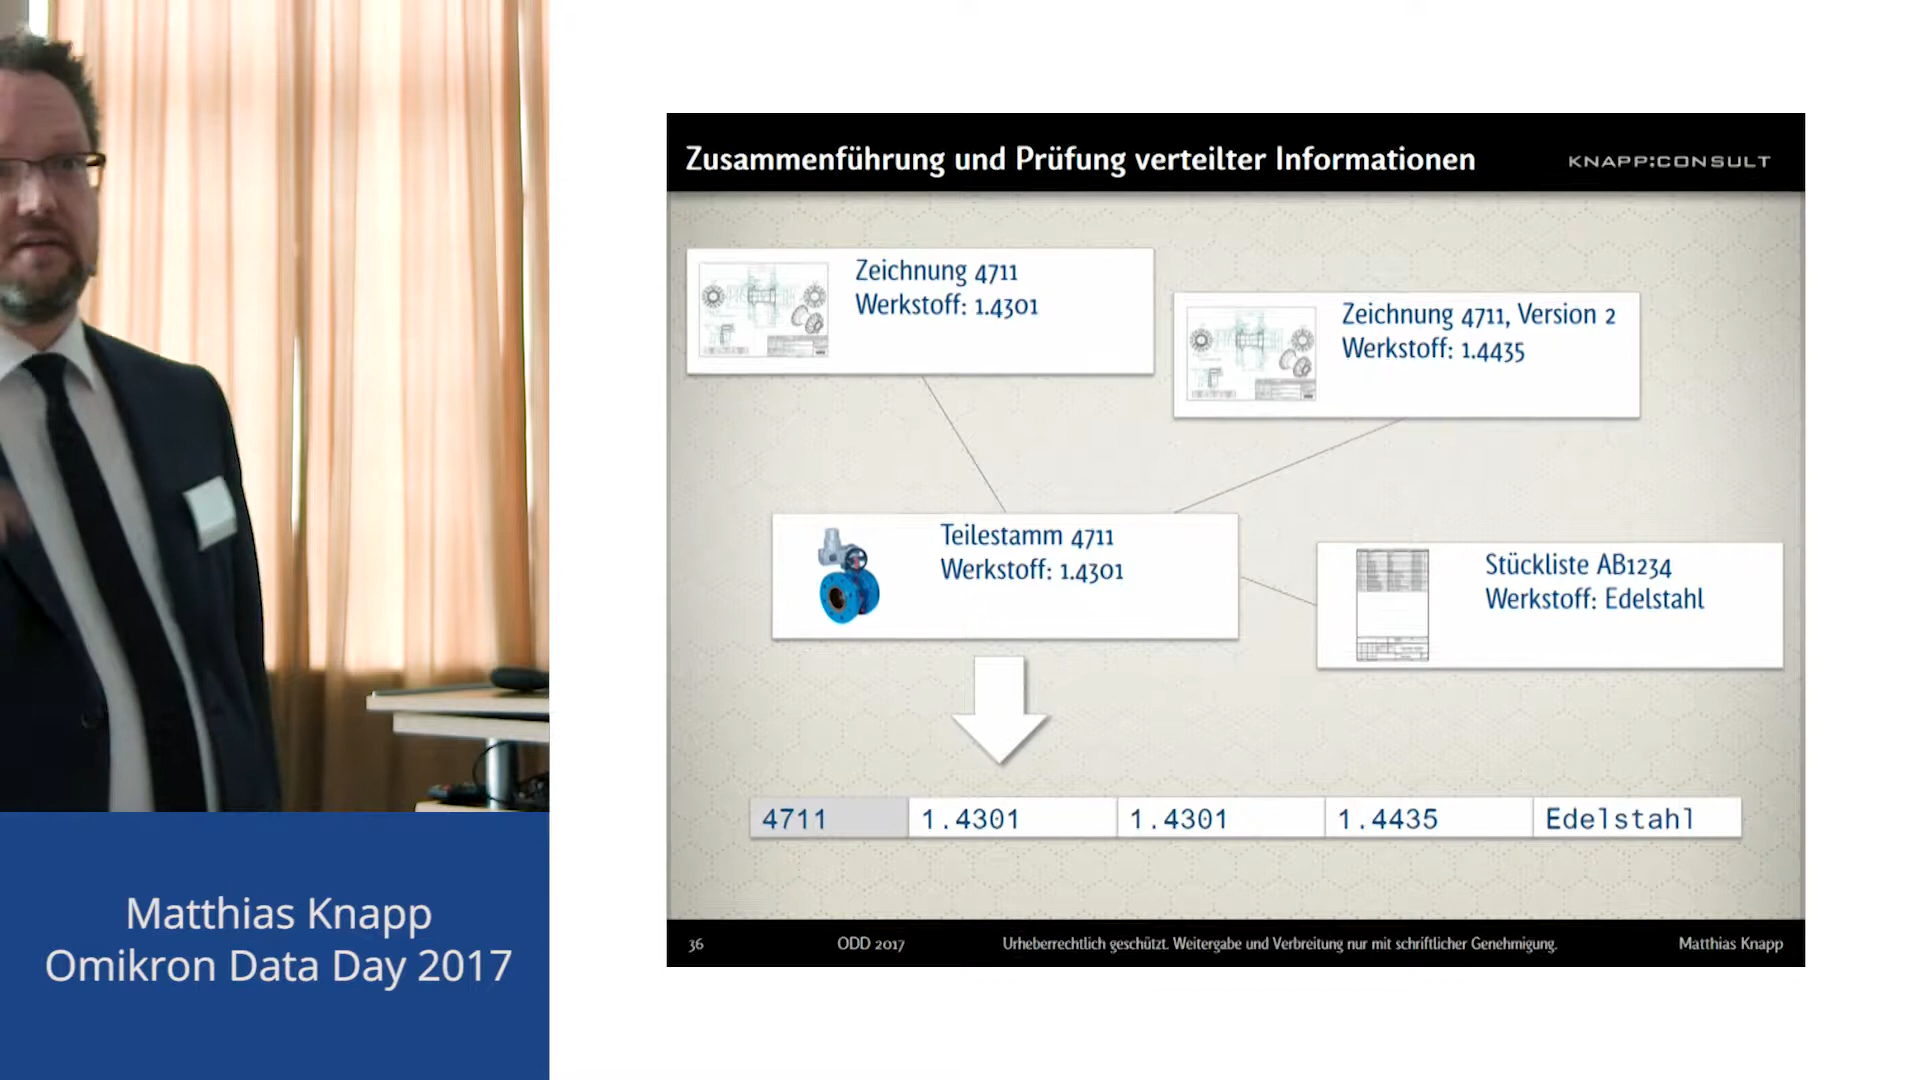 Zusammenführung und Prüfung verteilter Informationen
KNAPP:CONSULT
Zeichnung 4711
Werkstoff: 1.4301
Zeichnung 4711, Version 2
Werkstoff: 1.4435
Teilestamm 4711
Werkstoff: 1.4301
Stückliste AB1234
Werkstoff: Edelstahl
4711 1.4301 1.4301 1.4435 Edelstahl
36 ODD 2017 Urheberrechtlich geschützt. Weitergabe und Verbreitung nur mit schriftlicher Genehmigung. Matthias Knapp
Matthias Knapp
Omikron Data Day 2017